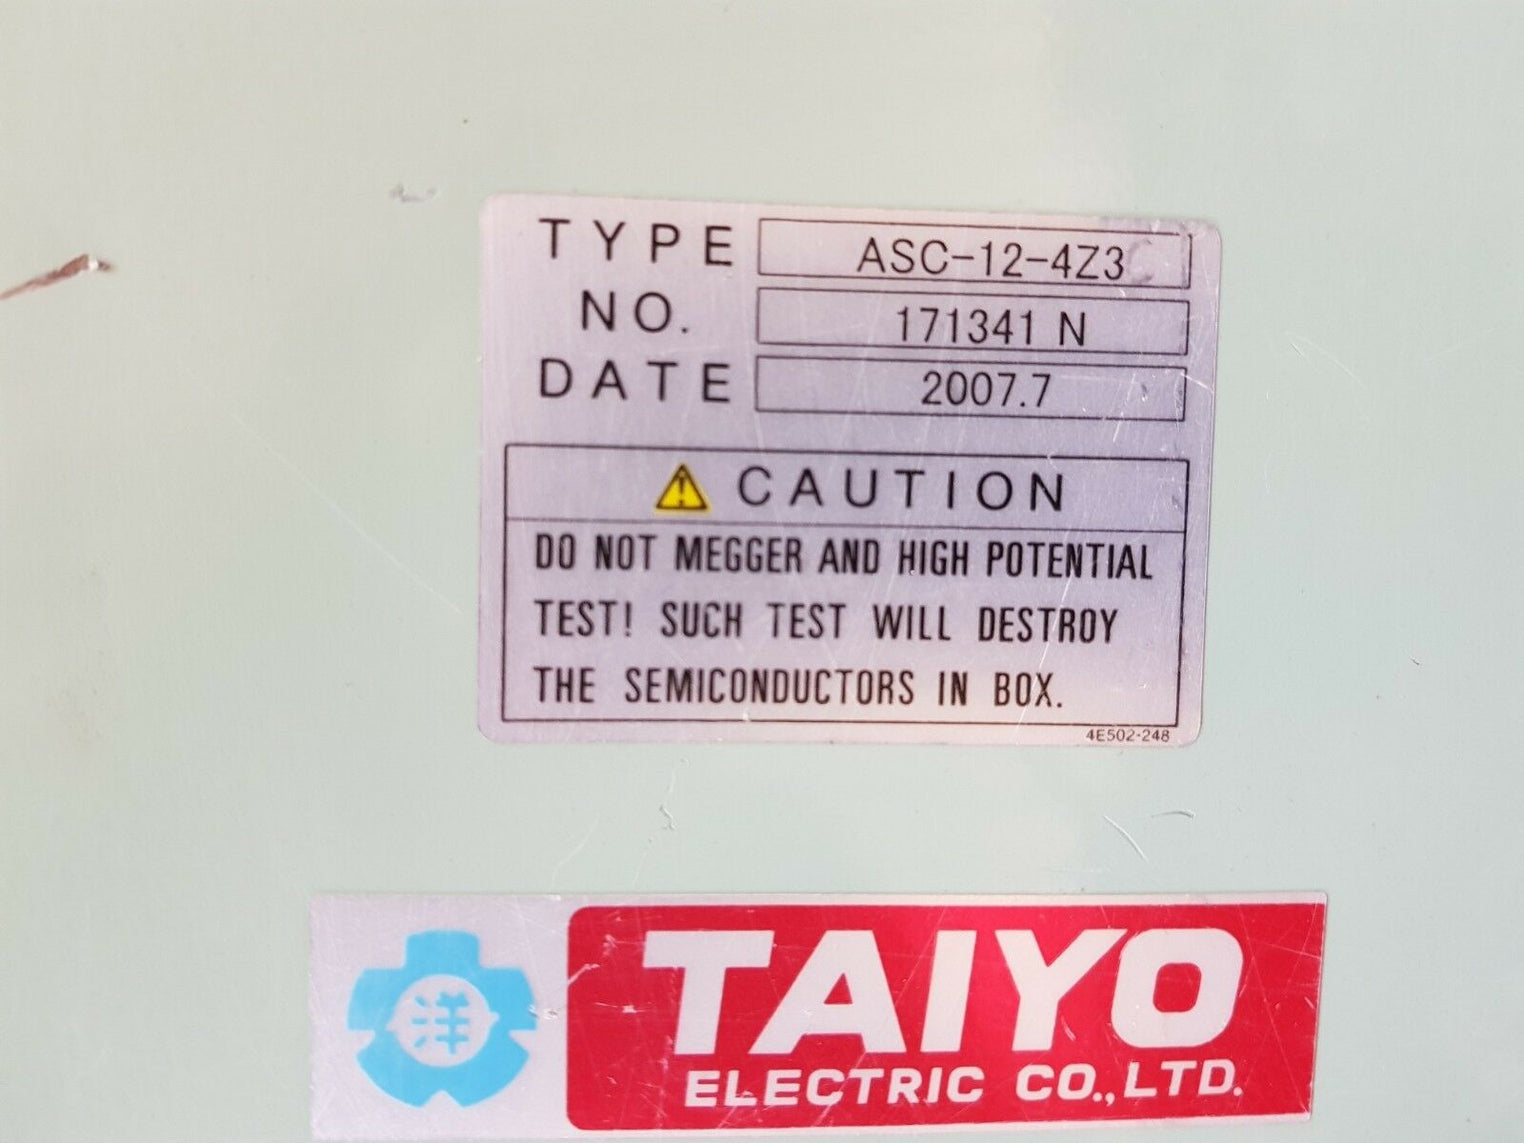 TYPE ASC-12-4Z3C
NO. 171341 N
DATE 2007.7
CAUTION
DO NOT MEGGER AND HIGH POTENTIAL
TEST! SUCH TEST WILL DESTROY
THE SEMICONDUCTORS IN BOX.
4E502-248
洋
TAIYO
ELECTRIC CO., LTD.